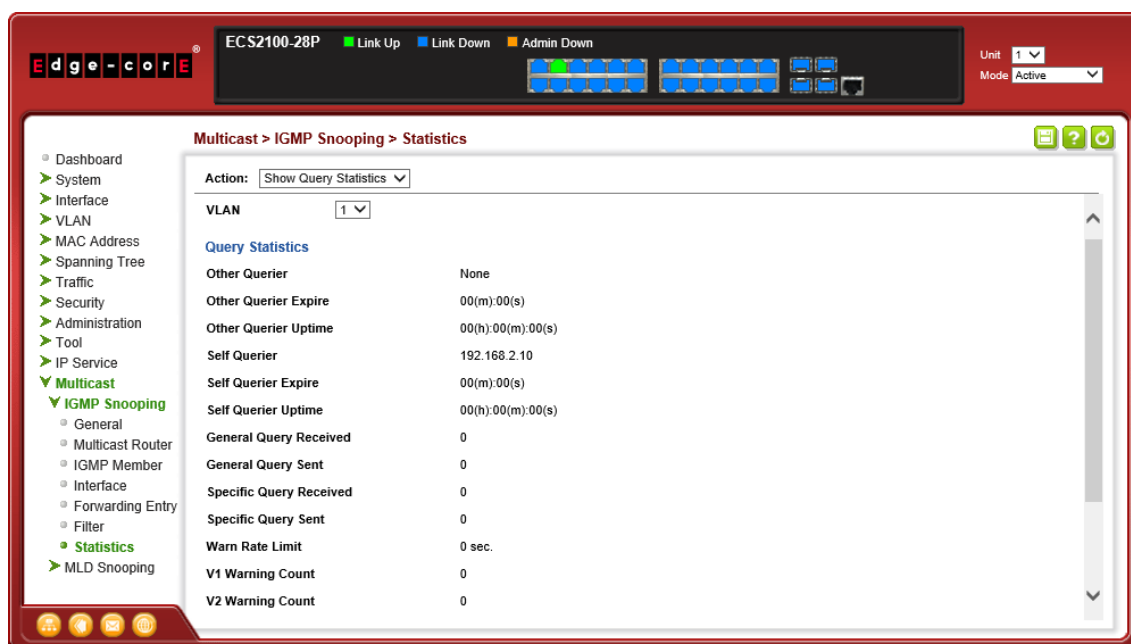 Edge-corE®
ECS2100-28P Link Up Link Down Admin Down
Unit 1
Mode Active
Multicast > IGMP Snooping > Statistics
Dashboard
System
Interface
VLAN
MAC Address
Spanning Tree
Traffic
Security
Administration
Tool
IP Service
Multicast
IGMP Snooping
General
Multicast Router
IGMP Member
Interface
Forwarding Entry
Filter
Statistics
MLD Snooping
Action: Show Query Statistics
VLAN 1
Query Statistics
Other Querier None
Other Querier Expire 00(m):00(s)
Other Querier Uptime 00(h):00(m):00(s)
Self Querier 192.168.2.10
Self Querier Expire 00(m):00(s)
Self Querier Uptime 00(h):00(m):00(s)
General Query Received 0
General Query Sent 0
Specific Query Received 0
Specific Query Sent 0
Warn Rate Limit 0 sec.
V1 Warning Count 0
V2 Warning Count 0